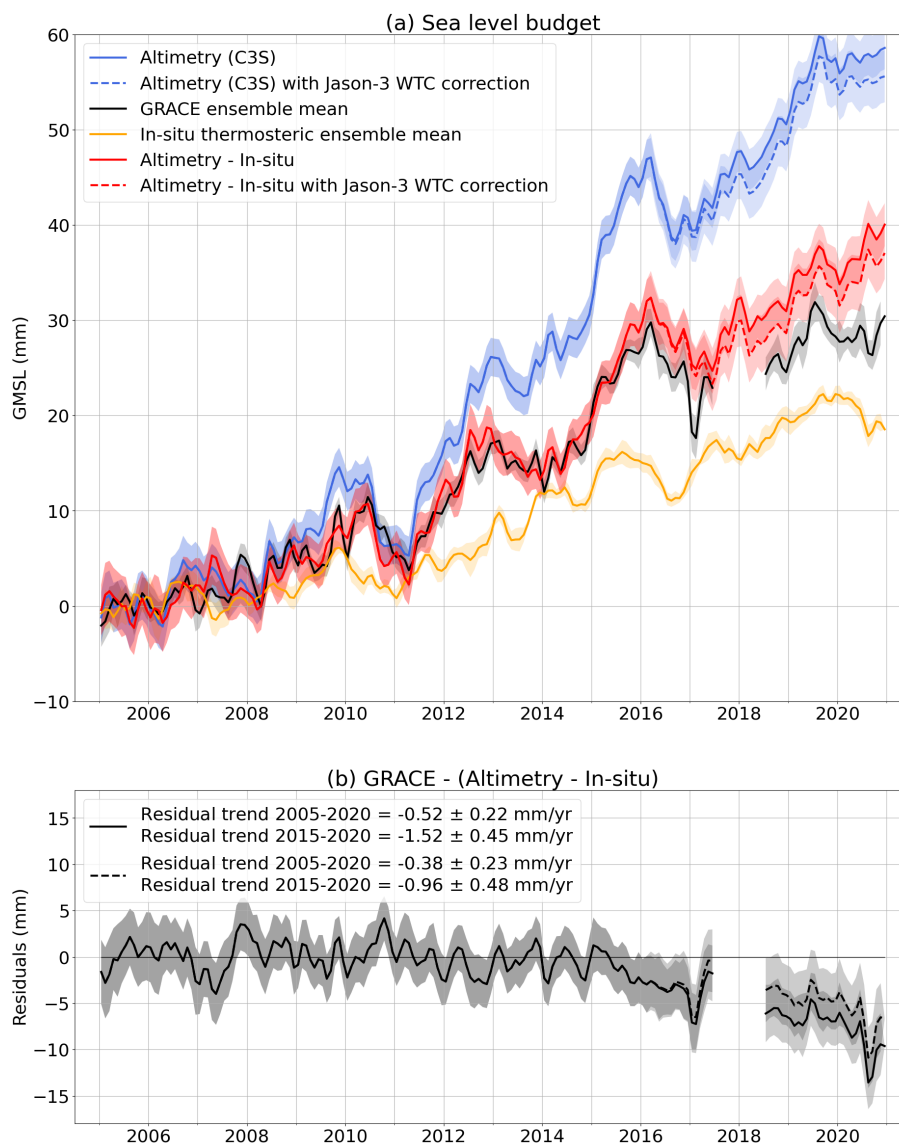 (a) Sea level budget
60
50
40
30
20
10
0
−10
GMSL (mm)
Altimetry (C3S)
Altimetry (C3S) with Jason-3 WTC correction
GRACE ensemble mean
In-situ thermosteric ensemble mean
Altimetry - In-situ
Altimetry - In-situ with Jason-3 WTC correction
2006 2008 2010 2012 2014 2016 2018 2020
(b) GRACE - (Altimetry - In-situ)
15
10
5
0
−5
−10
−15
Residuals (mm)
Residual trend 2005-2020 = -0.52 ± 0.22 mm/yr
Residual trend 2015-2020 = -1.52 ± 0.45 mm/yr
Residual trend 2005-2020 = -0.38 ± 0.23 mm/yr
Residual trend 2015-2020 = -0.96 ± 0.48 mm/yr
2006 2008 2010 2012 2014 2016 2018 2020